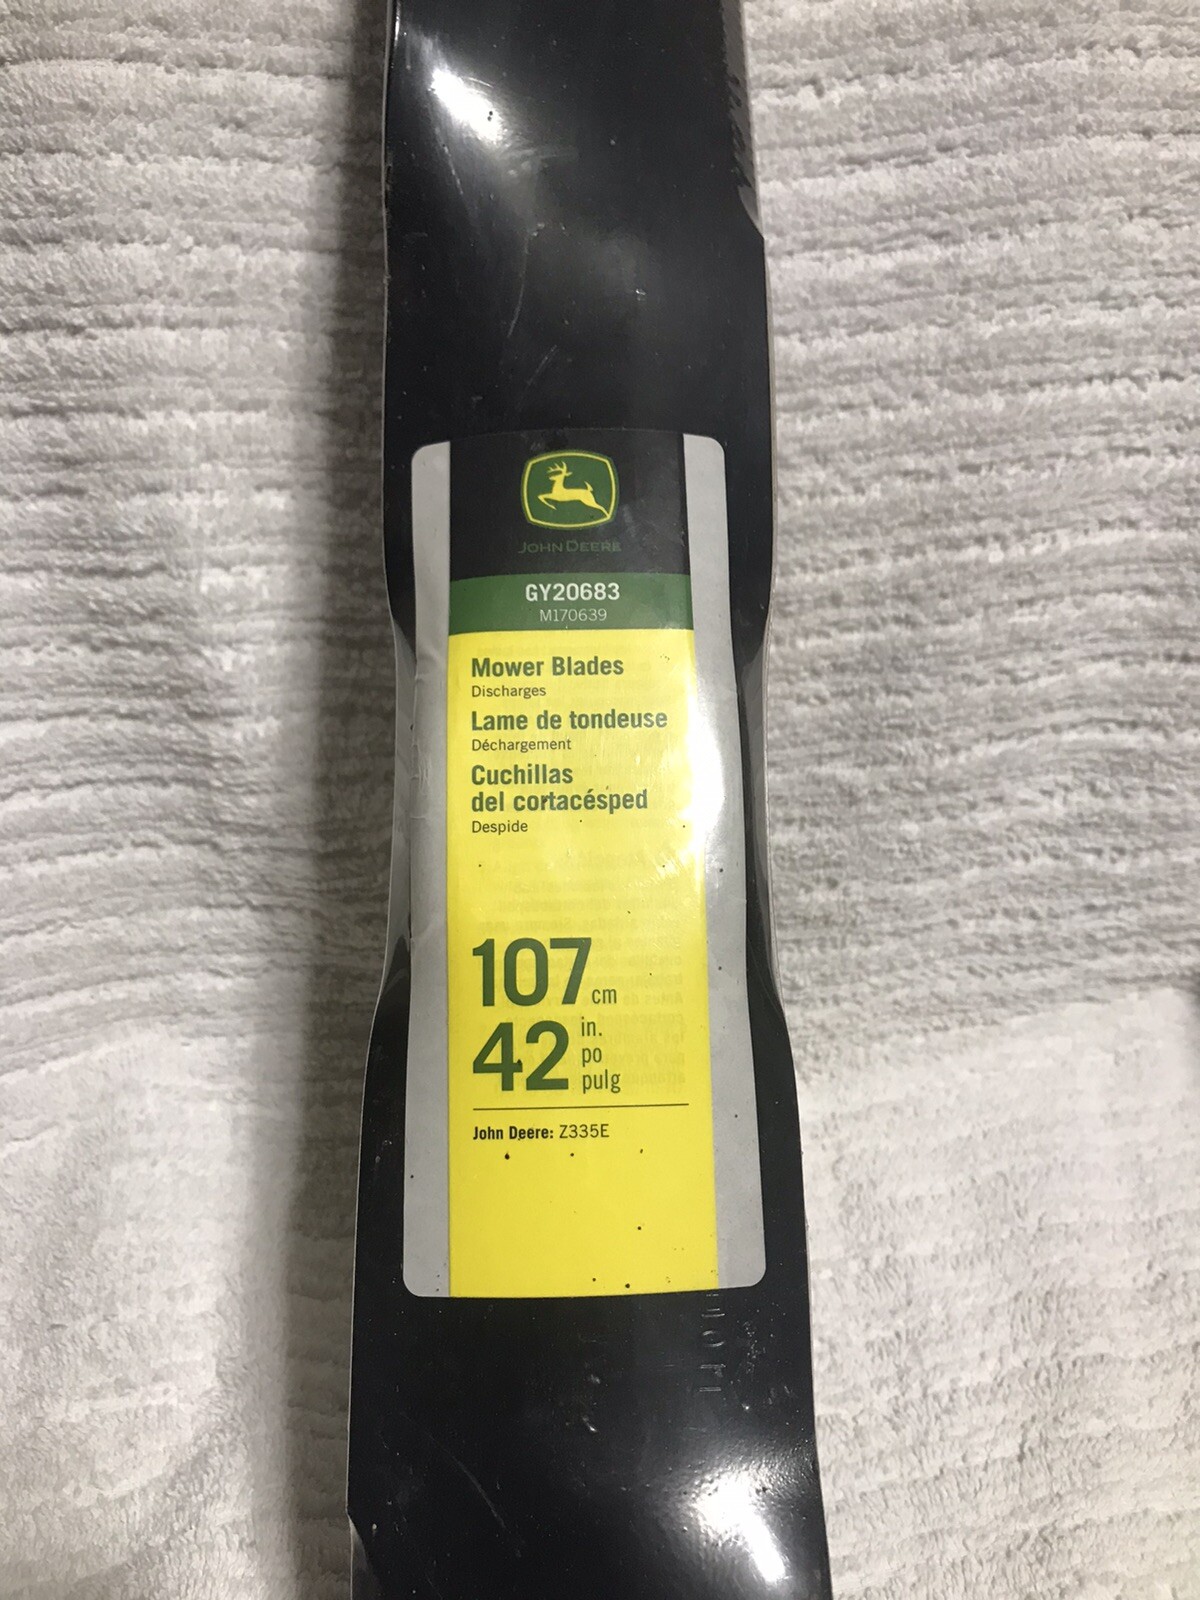 JOHN DEERE
GY20683
M170639
Mower Blades
Discharges
Lame de tondeuse
Déchargement
Cuchillas
del cortacésped
Despide
107 cm
42 in.
po
pulg
John Deere: Z335E